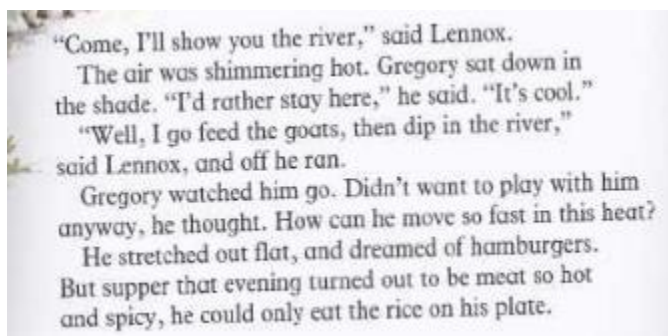 “Come, I’ll show you the river,” said Lennox.
The air was shimmering hot. Gregory sat down in
the shade. “I’d rather stay here,” he said. “It’s cool.”
“Well, I go feed the goats, then dip in the river,”
said Lennox, and off he ran.
Gregory watched him go. Didn’t want to play with him
anyway, he thought. How can he move so fast in this heat?
He stretched out flat, and dreamed of hamburgers.
But supper that evening turned out to be meat so hot
and spicy, he could only eat the rice on his plate.